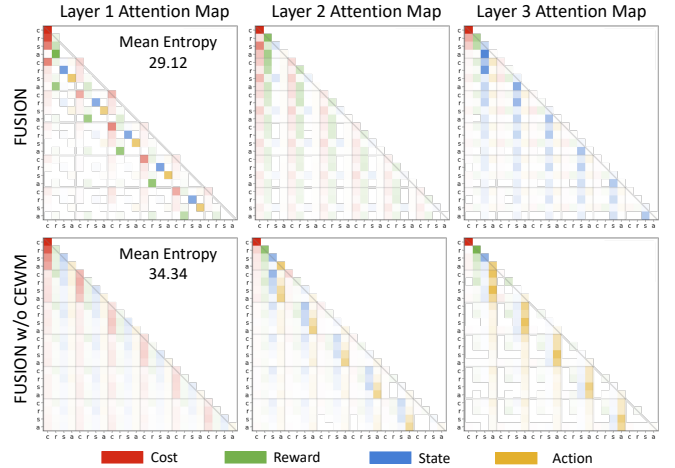 Layer 1 Attention Map
Layer 2 Attention Map
Layer 3 Attention Map
FUSION
Mean Entropy
29.12
c r s a c r s a c r s a c r s a c r s a c r s a
c r s a c r s a c r s a c r s a c r s a c r s a
c r s a c r s a c r s a c r s a c r s a c r s a
c r s a c r s a c r s a c r s a c r s a c r s a
c r s a c r s a c r s a c r s a c r s a c r s a
c r s a c r s a c r s a c r s a c r s a c r s a
FUSION w/o CEWM
Mean Entropy
34.34
c r s a c r s a c r s a c r s a c r s a c r s a
c r s a c r s a c r s a c r s a c r s a c r s a
c r s a c r s a c r s a c r s a c r s a c r s a
c r s a c r s a c r s a c r s a c r s a c r s a
c r s a c r s a c r s a c r s a c r s a c r s a
c r s a c r s a c r s a c r s a c r s a c r s a
Cost
Reward
State
Action